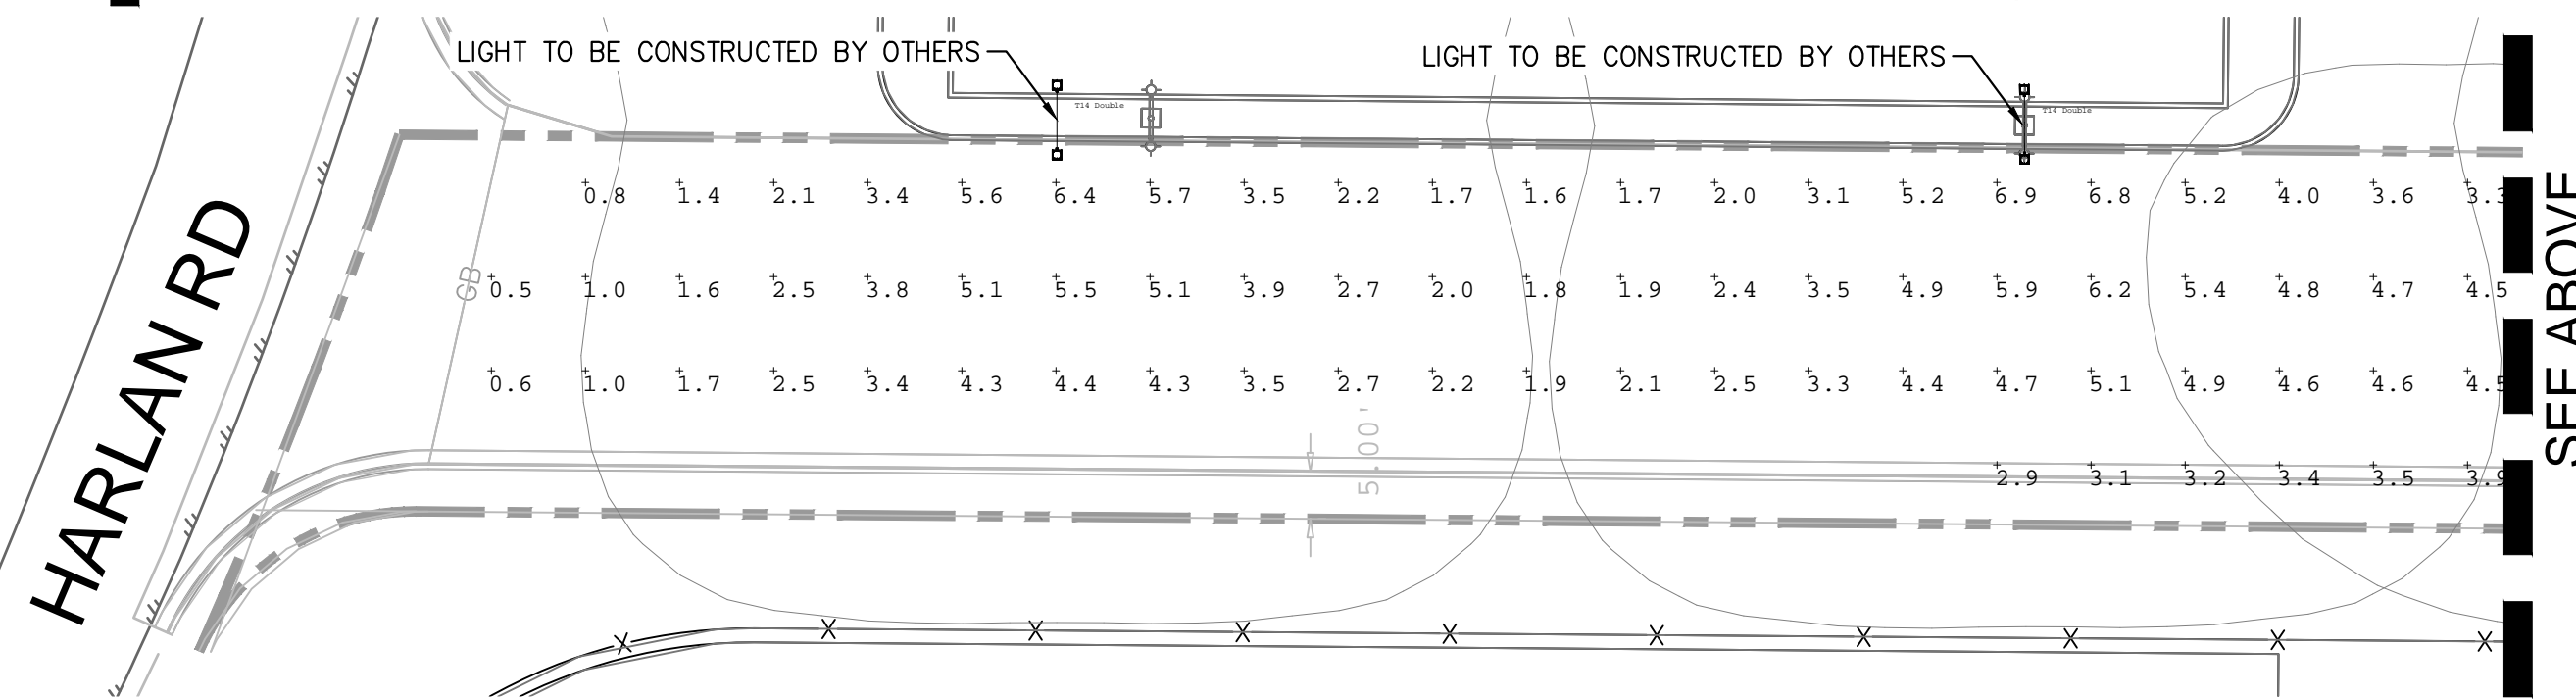 LIGHT TO BE CONSTRUCTED BY OTHERS
LIGHT TO BE CONSTRUCTED BY OTHERS
T14 Double
T14 Double
HARLAN RD
GB
0.8 1.4 2.1 3.4 5.6 6.4 5.7 3.5 2.2 1.7 1.6 1.7 2.0 3.1 5.2 6.9 6.8 5.2 4.0 3.6 3.3
0.5 1.0 1.6 2.5 3.8 5.1 5.5 5.1 3.9 2.7 2.0 1.8 1.9 2.4 3.5 4.9 5.9 6.2 5.4 4.8 4.7 4.5
0.6 1.0 1.7 2.5 3.4 4.3 4.4 4.3 3.5 2.7 2.2 1.9 2.1 2.5 3.3 4.4 4.7 5.1 4.9 4.6 4.6 4.5
5.00'
2.9 3.1 3.2 3.4 3.5 3.9
SEE ABOVE